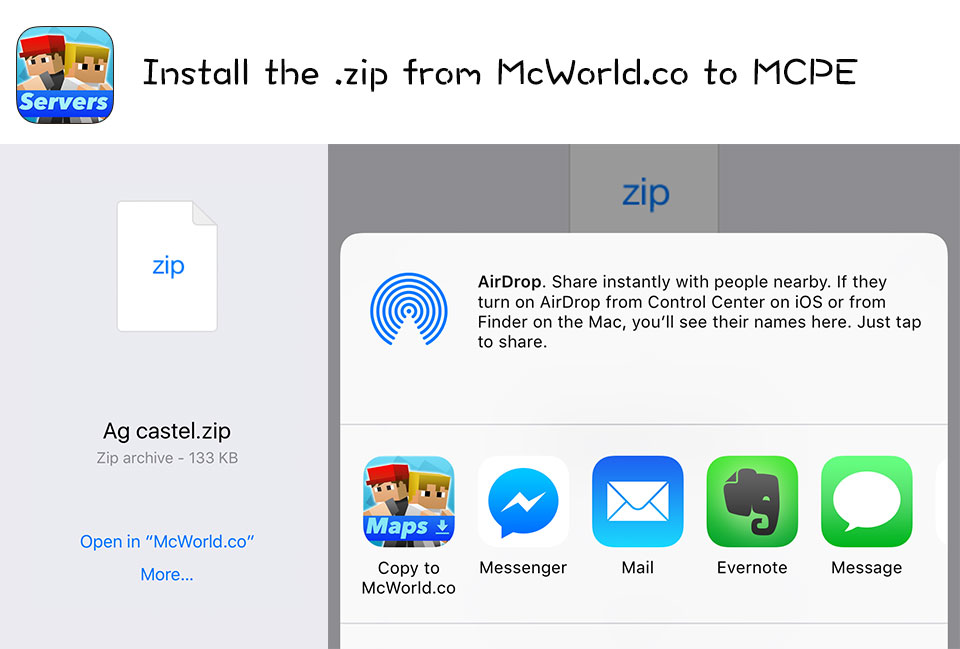 Servers
Install the .zip from McWorld.co to MCPE
zip
Ag castel.zip
Zip archive - 133 KB
Open in “McWorld.co”
More...
zip
AirDrop. Share instantly with people nearby. If they
turn on AirDrop from Control Center on iOS or from
Finder on the Mac, you’ll see their names here. Just tap
to share.
Maps
Copy to
McWorld.co
Messenger
Mail
Evernote
Message